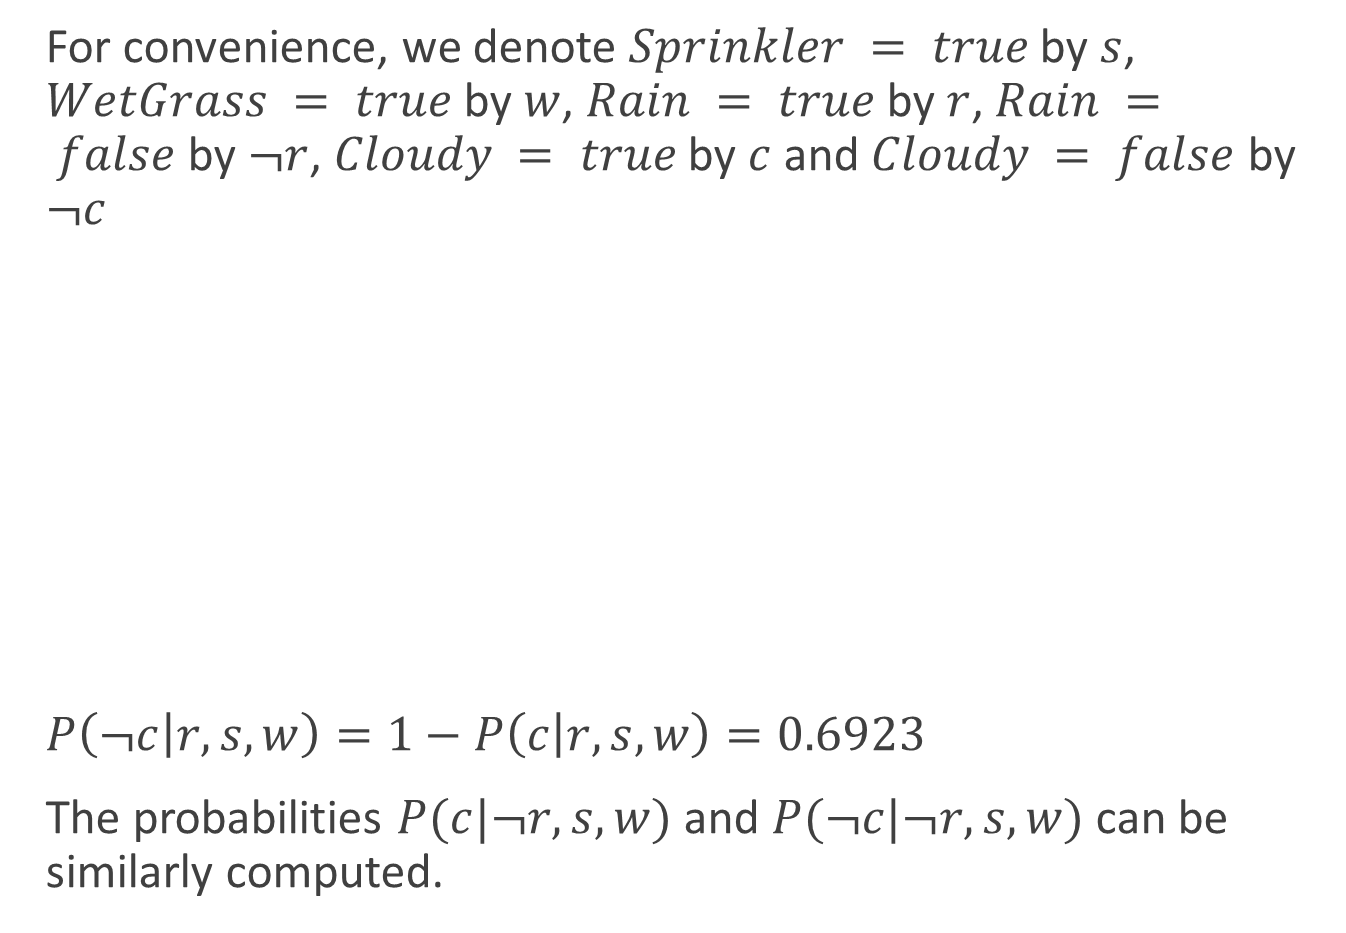 For convenience, we denote Sprinkler = true by s,
WetGrass = true by w, Rain = true by r, Rain =
false by ¬r, Cloudy = true by c and Cloudy = false by
¬c
P(¬c|r, s, w) = 1 − P(c|r, s, w) = 0.6923
The probabilities P(c|¬r, s, w) and P(¬c|¬r, s, w) can be
similarly computed.